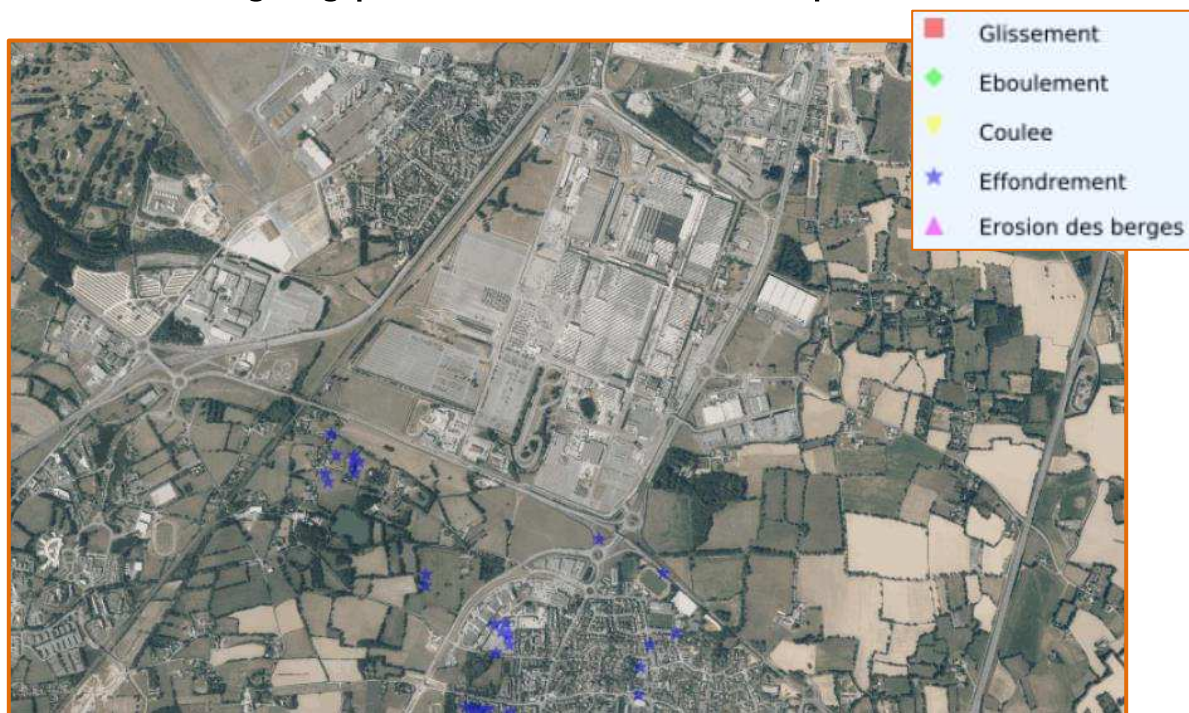 Glissement
Eboulement
Coulee
Effondrement
Erosion des berges